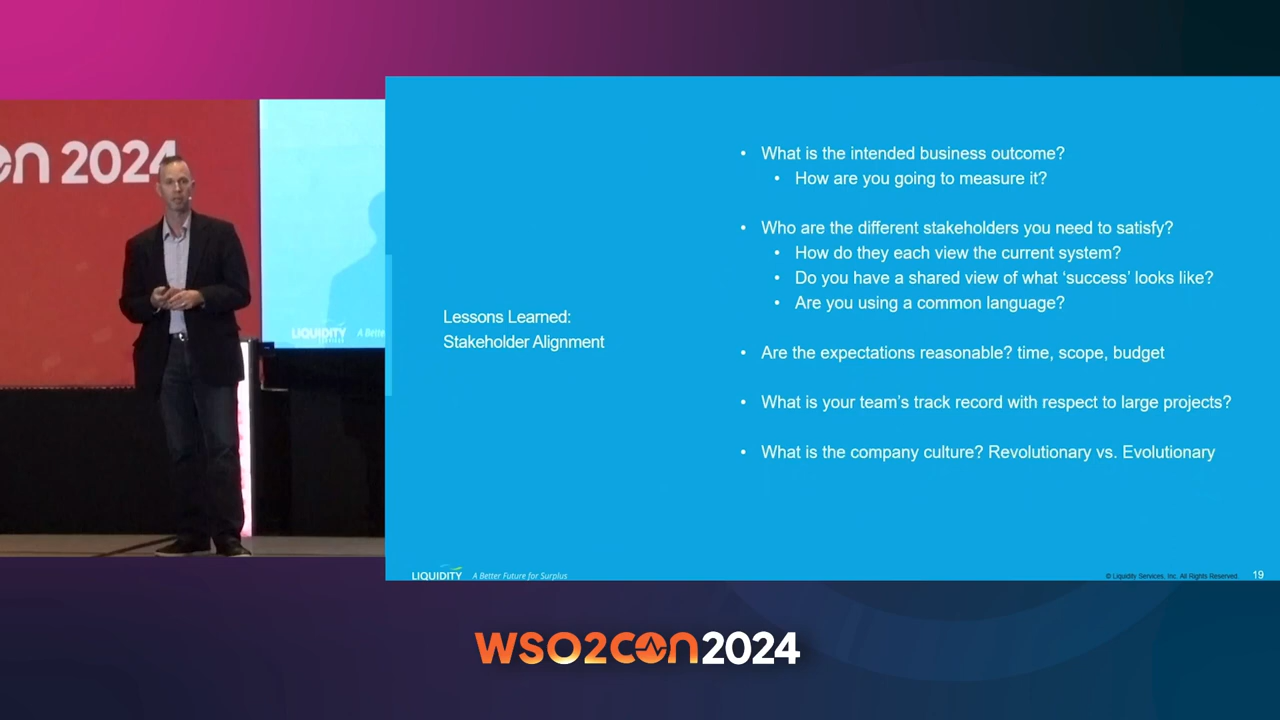 on 2024
LIQUIDITY
SERVICES
A Bette
Lessons Learned:
Stakeholder Alignment
• What is the intended business outcome?
• How are you going to measure it?
• Who are the different stakeholders you need to satisfy?
• How do they each view the current system?
• Do you have a shared view of what ‘success’ looks like?
• Are you using a common language?
• Are the expectations reasonable? time, scope, budget
• What is your team’s track record with respect to large projects?
• What is the company culture? Revolutionary vs. Evolutionary
LIQUIDITY A Better Future for Surplus
© Liquidity Services, Inc. All Rights Reserved. 19
WSO2CON2024